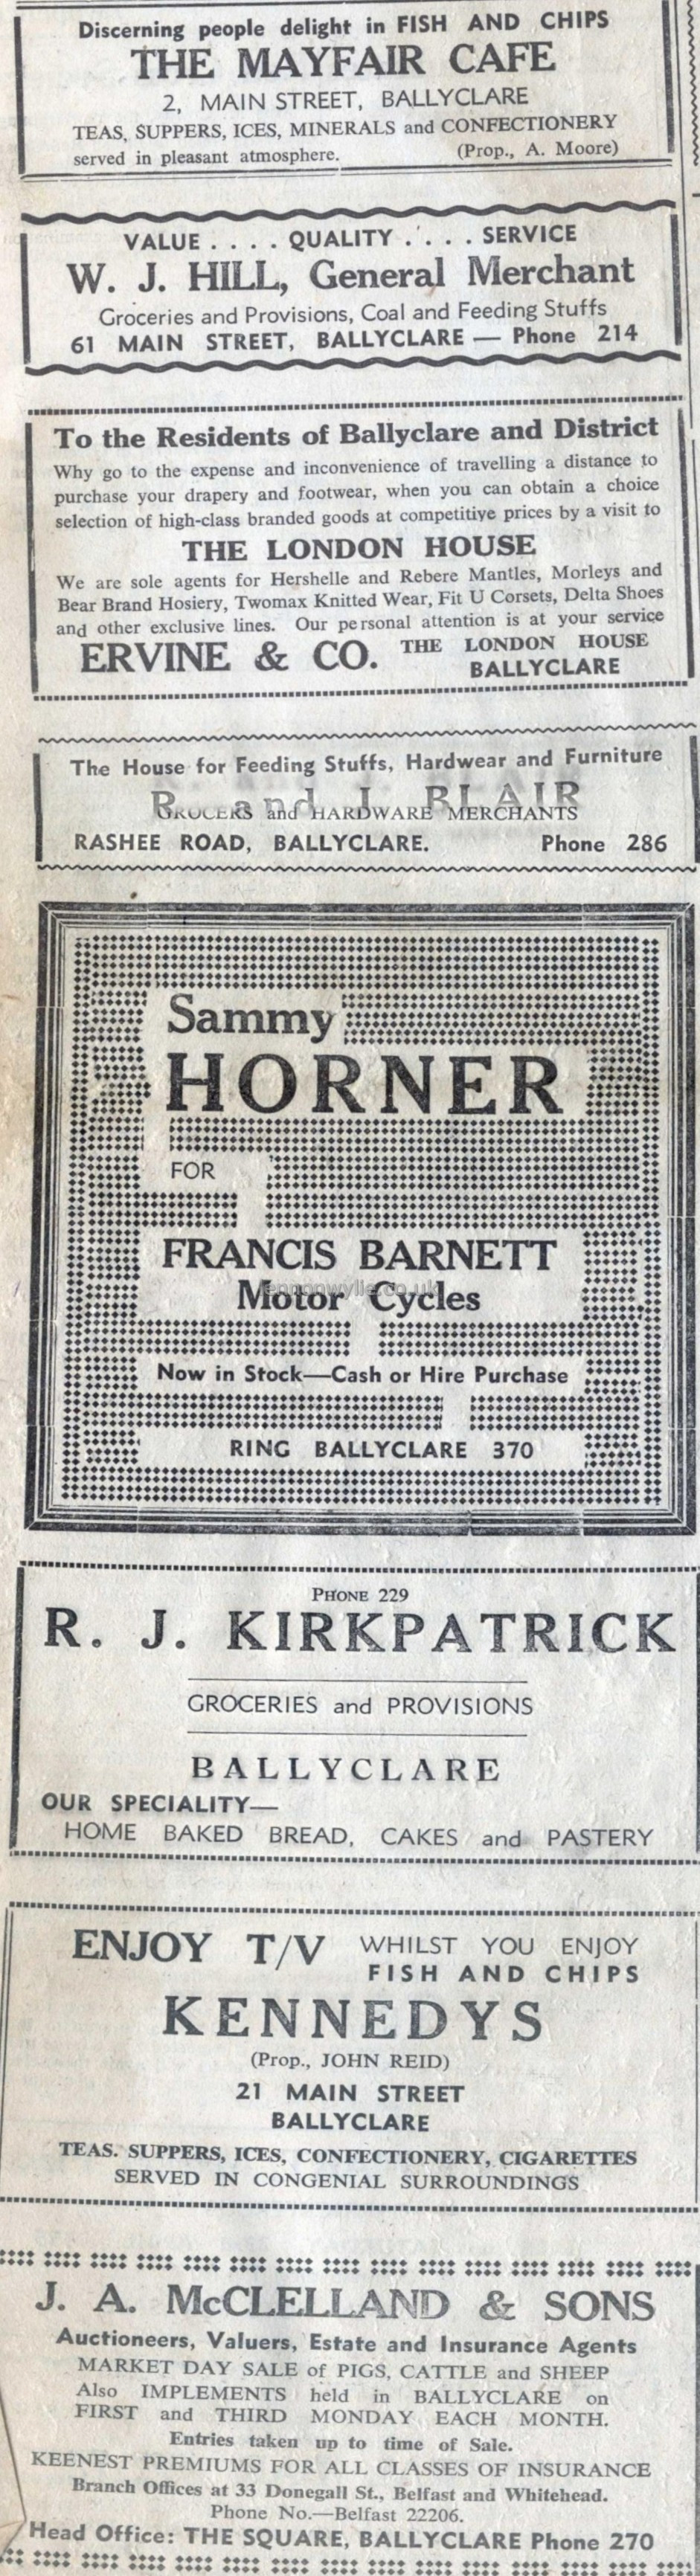 Discerning people delight in FISH AND CHIPS
THE MAYFAIR CAFE
2, MAIN STREET, BALLYCLARE
TEAS, SUPPERS, ICES, MINERALS and CONFECTIONERY
served in pleasant atmosphere. (Prop., A. Moore)
VALUE . . . . QUALITY . . . . SERVICE
W. J. HILL, General Merchant
Groceries and Provisions, Coal and Feeding Stuffs
61 MAIN STREET, BALLYCLARE — Phone 214
To the Residents of Ballyclare and District
Why go to the expense and inconvenience of travelling a distance to
purchase your drapery and footwear, when you can obtain a choice
selection of high-class branded goods at competitive prices by a visit to
THE LONDON HOUSE
We are sole agents for Hershelle and Rebere Mantles, Morleys and
Bear Brand Hosiery, Twomax Knitted Wear, Fit U Corsets, Delta Shoes
and other exclusive lines. Our personal attention is at your service
ERVINE & CO. THE LONDON HOUSE
BALLYCLARE
The House for Feeding Stuffs, Hardwear and Furniture
R. and J. BLAIR
GROCERS and HARDWARE MERCHANTS
RASHEE ROAD, BALLYCLARE. Phone 286
Sammy
HORNER
FOR
FRANCIS BARNETT
lennonwylie.co.uk
Motor Cycles
Now in Stock—Cash or Hire Purchase
RING BALLYCLARE 370
PHONE 229
R. J. KIRKPATRICK
GROCERIES and PROVISIONS
BALLYCLARE
OUR SPECIALITY—
HOME BAKED BREAD, CAKES and PASTERY
ENJOY T/V WHILST YOU ENJOY
FISH AND CHIPS
KENNEDYS
(Prop., JOHN REID)
21 MAIN STREET
BALLYCLARE
TEAS. SUPPERS, ICES, CONFECTIONERY, CIGARETTES
SERVED IN CONGENIAL SURROUNDINGS
J. A. McCLELLAND & SONS
Auctioneers, Valuers, Estate and Insurance Agents
MARKET DAY SALE of PIGS, CATTLE and SHEEP
Also IMPLEMENTS held in BALLYCLARE on
FIRST and THIRD MONDAY EACH MONTH.
Entries taken up to time of Sale.
KEENEST PREMIUMS FOR ALL CLASSES OF INSURANCE
Branch Offices at 33 Donegall St., Belfast and Whitehead.
Phone No.—Belfast 22206.
Head Office: THE SQUARE, BALLYCLARE Phone 270